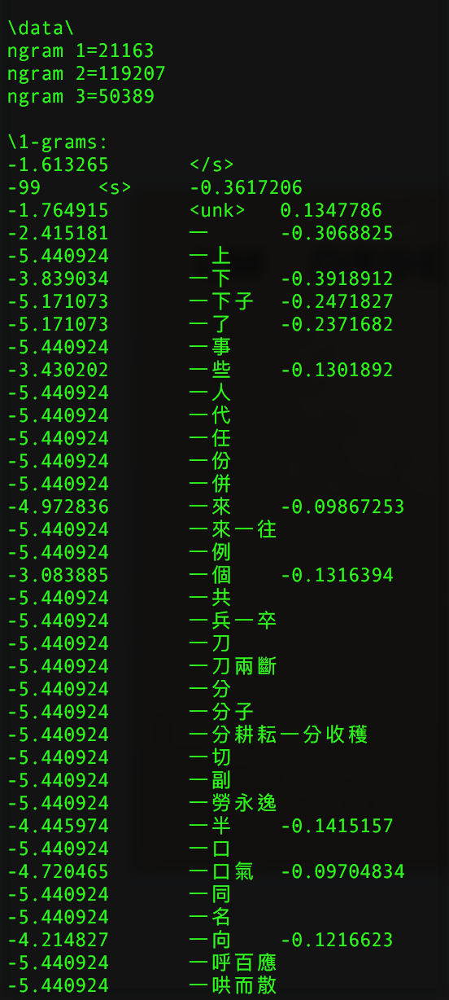 \data\
ngram 1=21163
ngram 2=119207
ngram 3=50389
\1-grams:
-1.613265 </s>
-99 <s> -0.3617206
-1.764915 <unk> 0.1347786
-2.415181 一 -0.3068825
-5.440924 一上
-3.839034 一下 -0.3918912
-5.171073 一下子 -0.2471827
-5.171073 一了 -0.2371682
-5.440924 一事
-3.430202 一些 -0.1301892
-5.440924 一人
-5.440924 一代
-5.440924 一任
-5.440924 一份
-5.440924 一併
-4.972836 一來 -0.09867253
-5.440924 一來一往
-5.440924 一例
-3.083885 一個 -0.1316394
-5.440924 一共
-5.440924 一兵一卒
-5.440924 一刀
-5.440924 一刀兩斷
-5.440924 一分
-5.440924 一分子
-5.440924 一分耕耘一分收穫
-5.440924 一切
-5.440924 一副
-5.440924 一勞永逸
-4.445974 一半 -0.1415157
-5.440924 一口
-4.720465 一口氣 -0.09704834
-5.440924 一同
-5.440924 一名
-4.214827 一向 -0.1216623
-5.440924 一呼百應
-5.440924 一哄而散